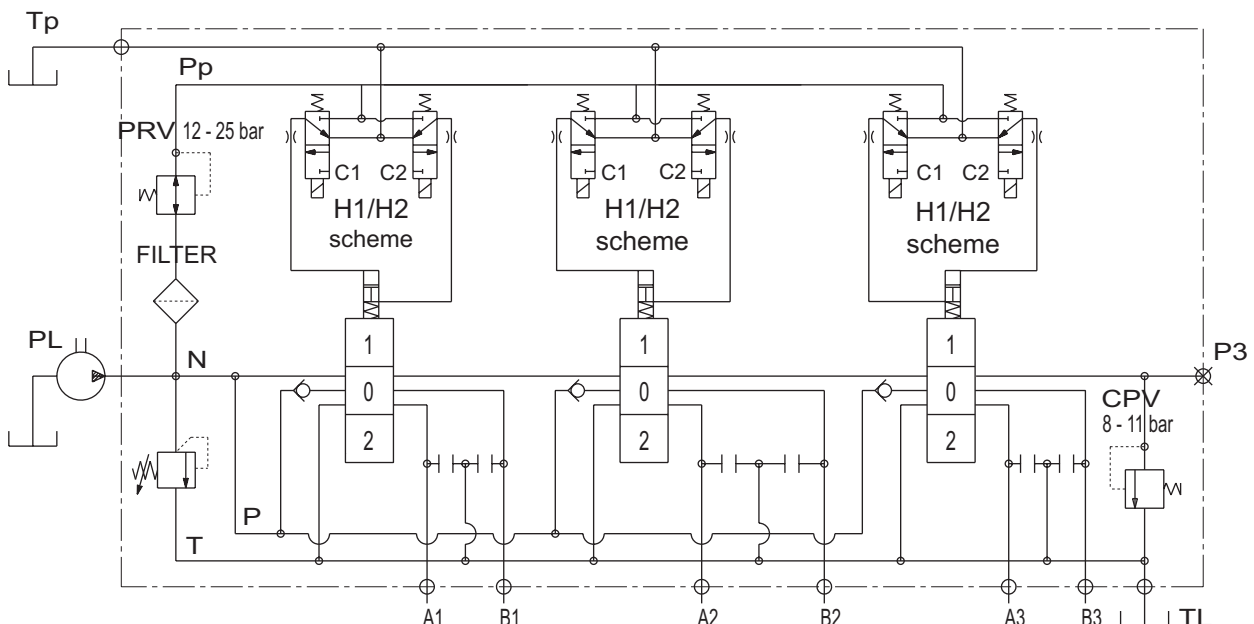 Tp
Pp
PRV 12 - 25 bar
C1 C2
H1/H2
scheme
C1 C2
H1/H2
scheme
C1 C2
H1/H2
scheme
FILTER
PL
N
1
0
2
1
0
2
1
0
2
P3
CPV
8 - 11 bar
P
T
A1
B1
A2
B2
A3
B3
TL